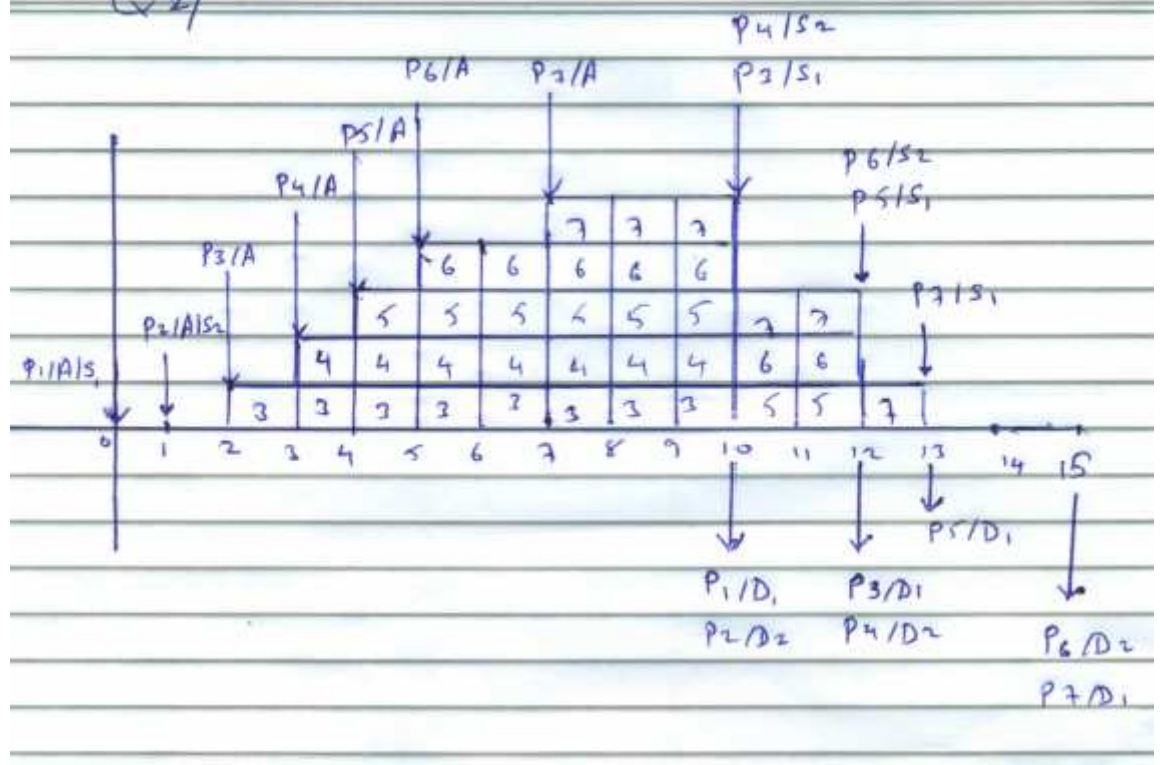 Q2/
P4/S2
P6/A P7/A P3/S1
P5/A
P6/S2
P4/A P5/S1
7 7 7
P3/A 6 6 6 6 6
P7/S1
5 5 5 5 5 5 7 7
P2/A/S2
P1/A/S1 4 4 4 4 4 4 4 6 6
3 3 3 3 3 3 3 3 5 5 7
0 1 2 3 4 5 6 7 8 9 10 11 12 13 14 15
P5/D1
P1/D1 P3/D1
P2/D2 P4/D2 P6/D2
P7/D1